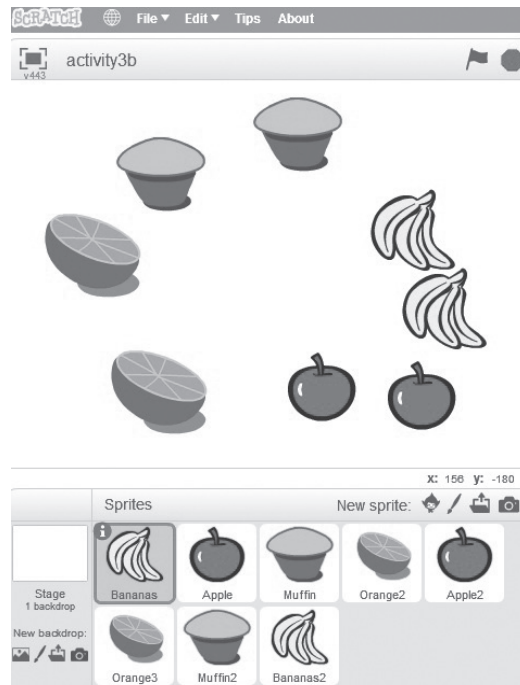 SCRATCH File ▼ Edit ▼ Tips About
v443 activity3b
x: 156 y: -180
Sprites New sprite:
Bananas Apple Muffin Orange2 Apple2
Stage
1 backdrop
New backdrop:
Orange3 Muffin2 Bananas2